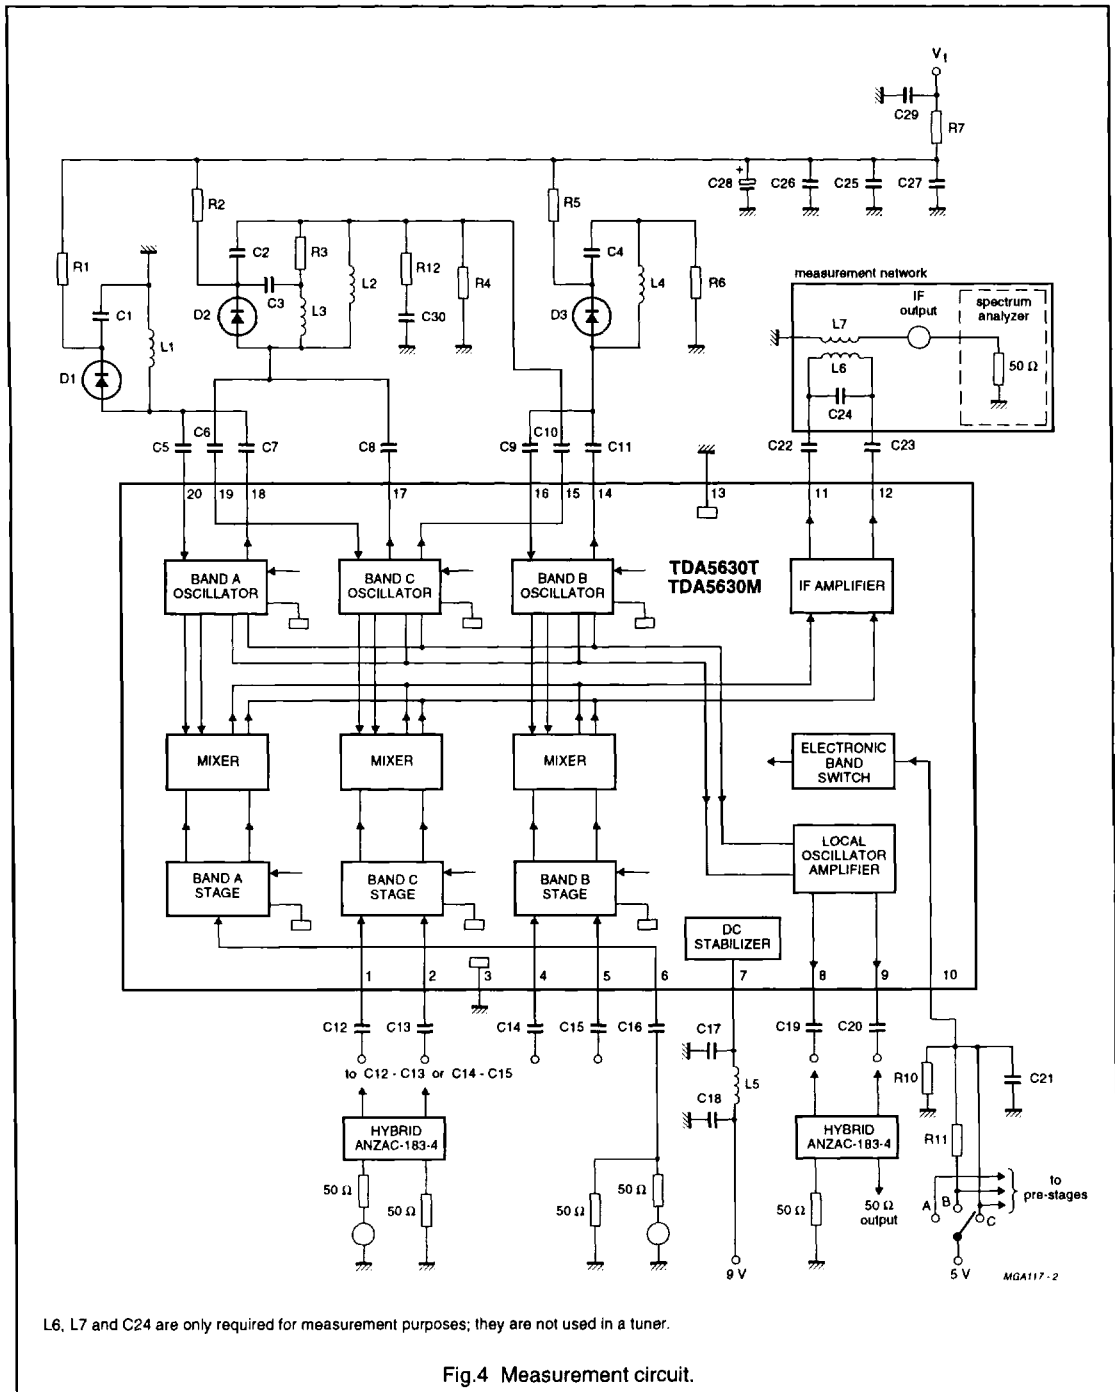 Vt
C29
R7
R2
R5
C28
+
C26
C25
C27
R1
C2
R3
L2
R12
R4
C4
L4
R6
C1
L1
D2
C3
L3
C30
D3
D1
measurement network
IF
output
spectrum
analyzer
L7
L6
50 Ω
C24
C5
C6
C7
C8
C9
C10
C11
C22
C23
20
19
18
17
16
15
14
13
11
12
BAND A
OSCILLATOR
BAND C
OSCILLATOR
BAND B
OSCILLATOR
TDA5630T
TDA5630M
IF AMPLIFIER
MIXER
MIXER
MIXER
ELECTRONIC
BAND
SWITCH
BAND A
STAGE
BAND C
STAGE
BAND B
STAGE
LOCAL
OSCILLATOR
AMPLIFIER
DC
STABILIZER
1
2
3
4
5
6
7
8
9
10
C12
C13
C14
C15
C16
C17
C19
C20
to C12 - C13 or C14 - C15
C18
L5
R10
C21
R11
HYBRID
ANZAC-183-4
HYBRID
ANZAC-183-4
50 Ω
50 Ω
50 Ω
50 Ω
50 Ω
50 Ω
output
A
B
C
to
pre-stages
9 V
5 V
MGA117 - 2
L6, L7 and C24 are only required for measurement purposes; they are not used in a tuner.
Fig.4 Measurement circuit.